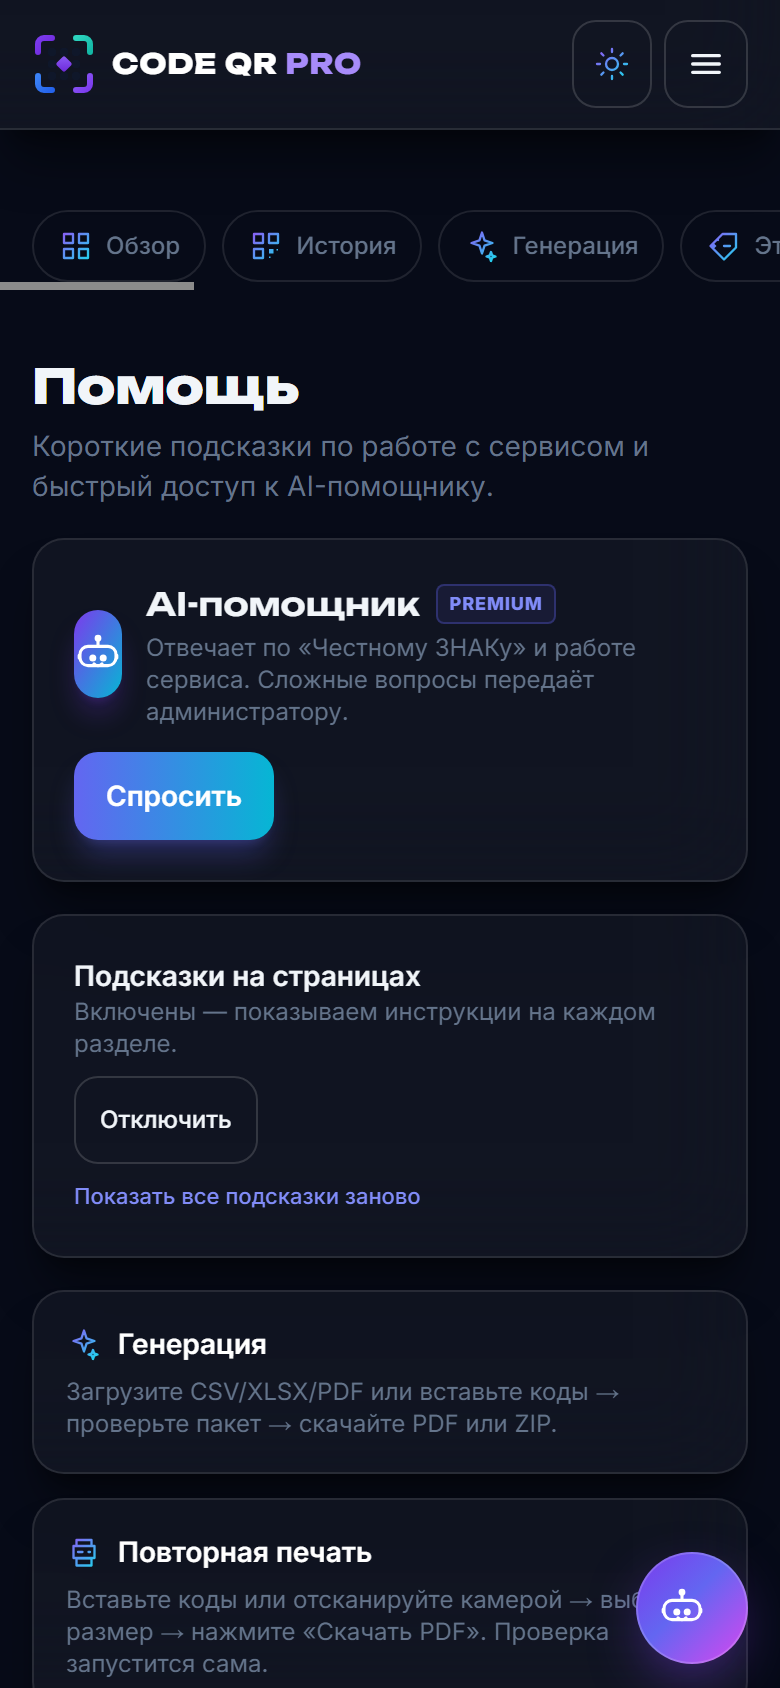 CODE QR PRO
Обзор
История
Генерация
Помощь
Короткие подсказки по работе с сервисом и
быстрый доступ к AI-помощнику.
AI-помощник
PREMIUM
Отвечает по «Честному ЗНАКу» и работе
сервиса. Сложные вопросы передаёт
администратору.
Спросить
Подсказки на страницах
Включены — показываем инструкции на каждом
разделе.
Отключить
Показать все подсказки заново
Генерация
Загрузите CSV/XLSX/PDF или вставьте коды →
проверьте пакет → скачайте PDF или ZIP.
Повторная печать
Вставьте коды или отсканируйте камерой →
размер → нажмите «Скачать PDF». Проверка
запустится сама.